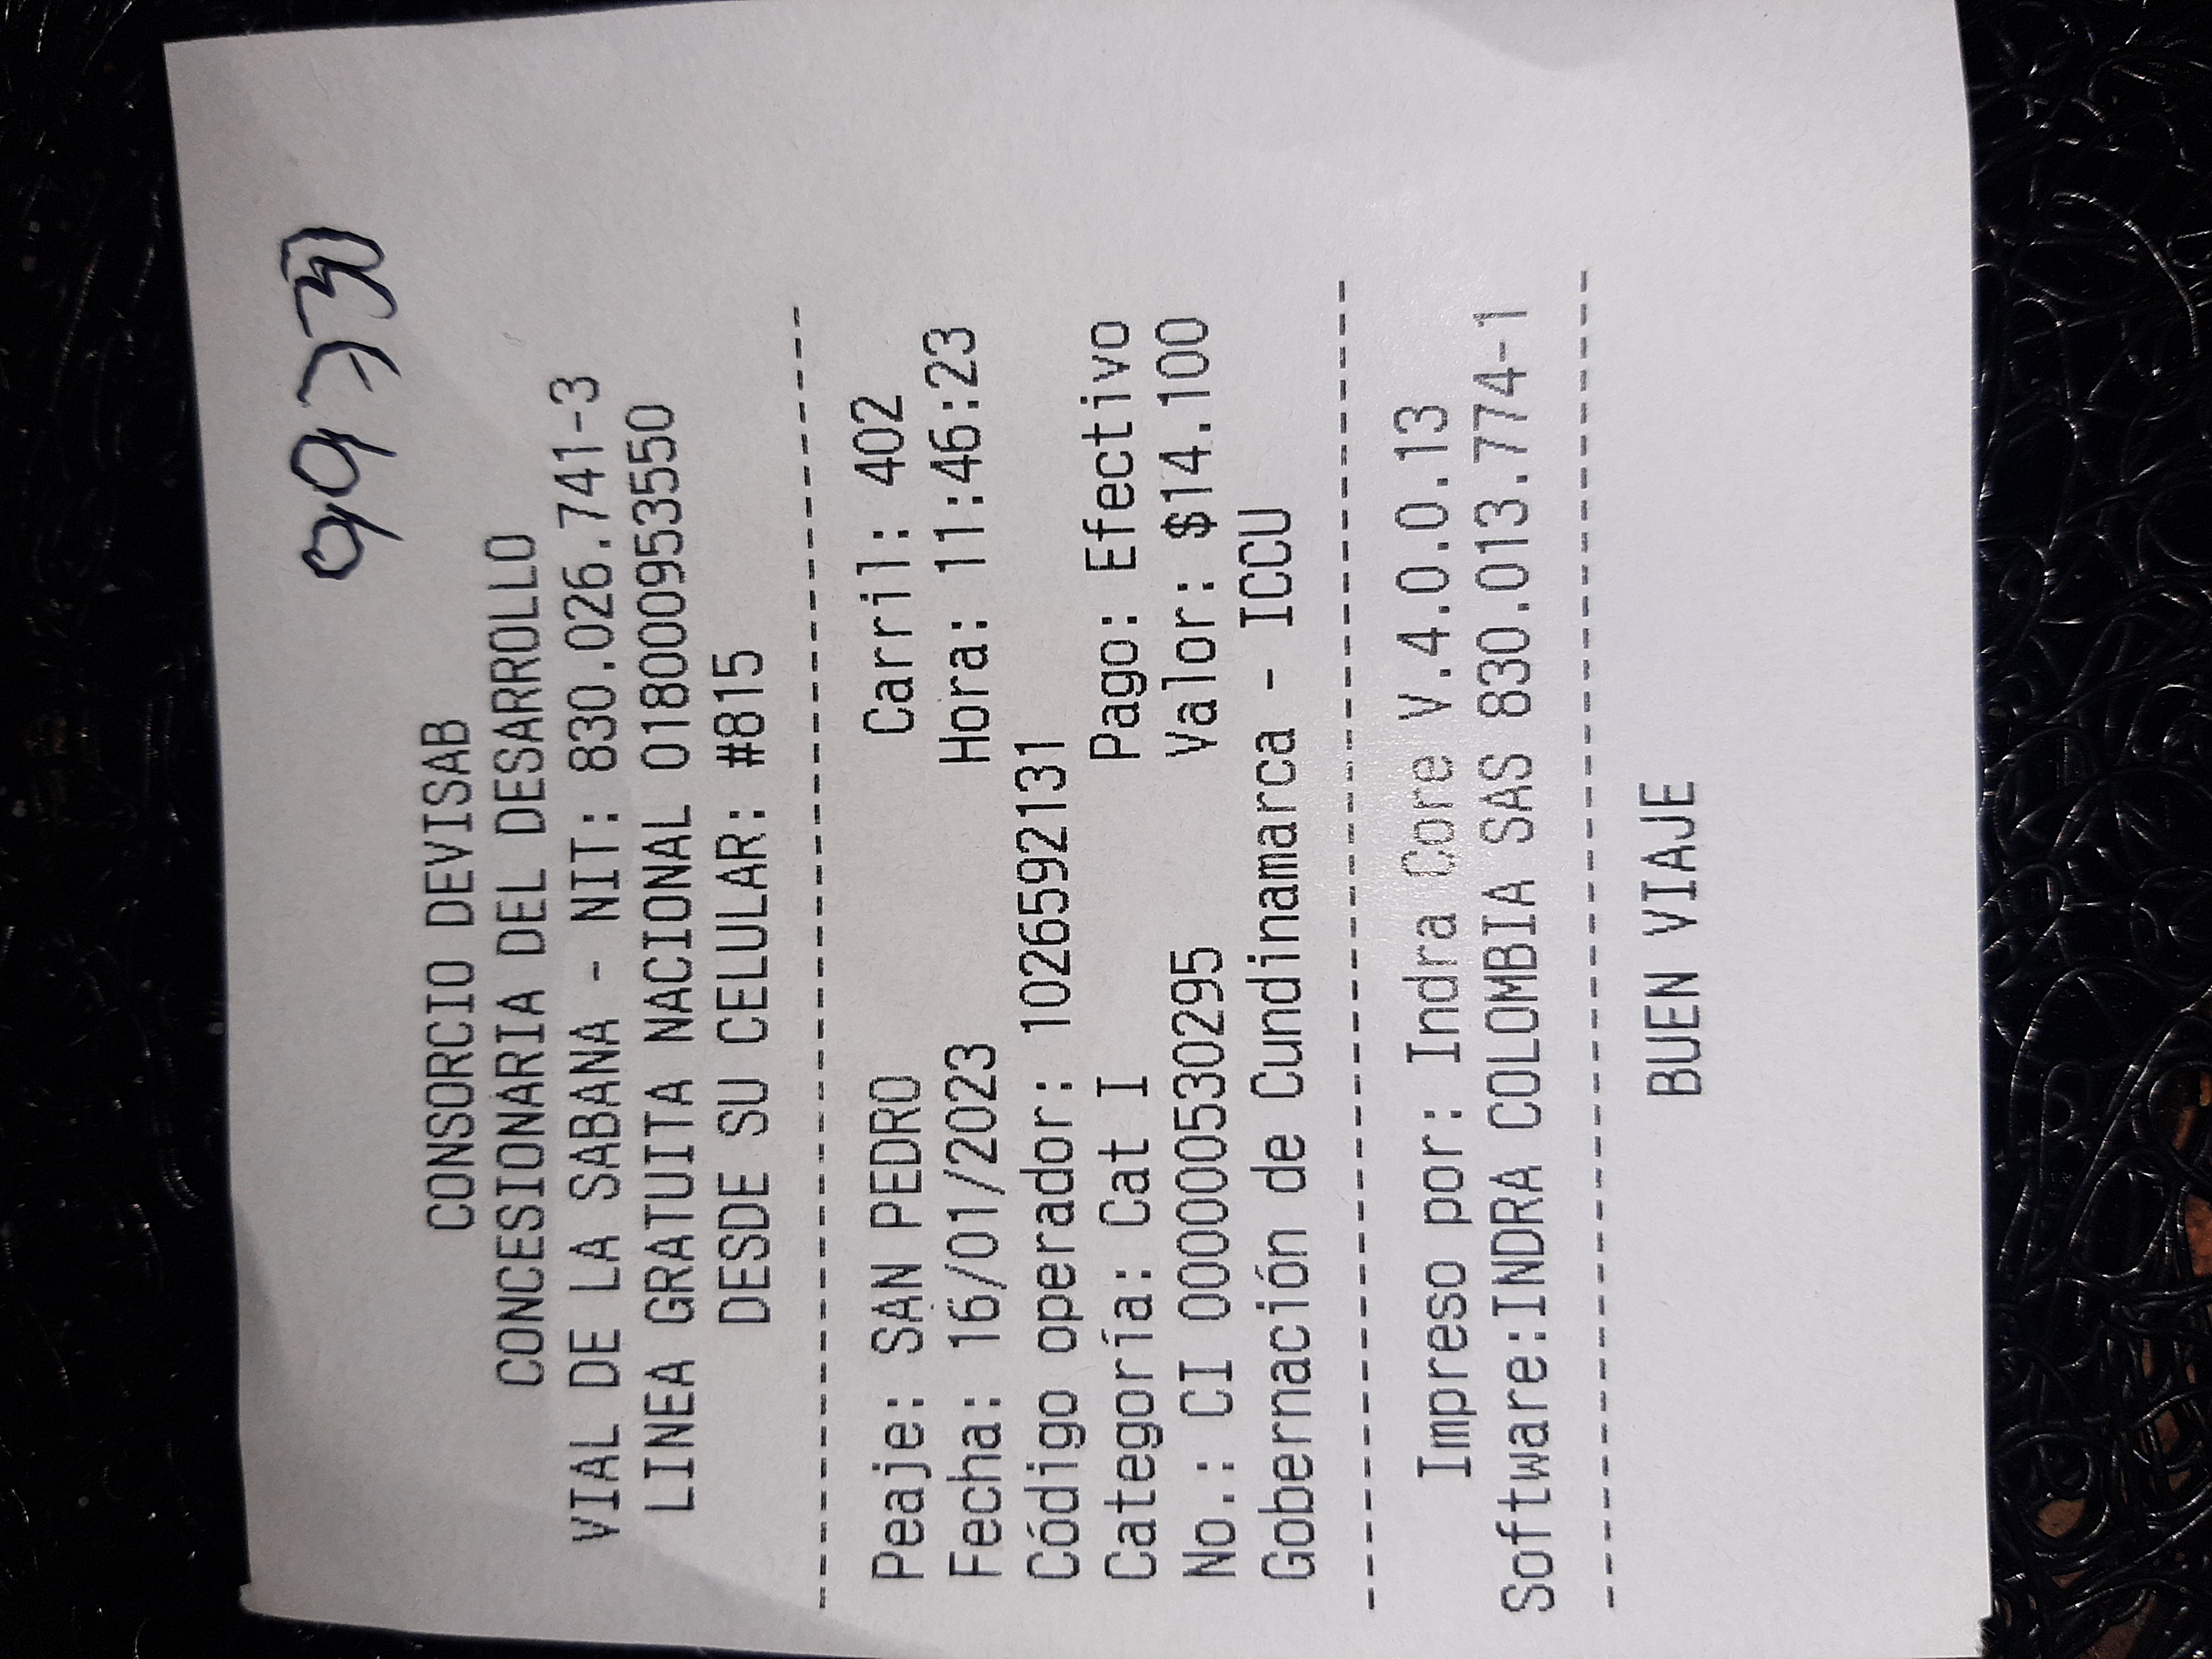 99730
CONSORCIO DEVISAB
CONCESIONARIA DEL DESARROLLO
VIAL DE LA SABANA - NIT: 830.026.741-3
LINEA GRATUITA NACIONAL 018000953550
DESDE SU CELULAR: #815
Peaje: SAN PEDRO Carril: 402
Fecha: 16/01/2023 Hora: 11:46:23
Código operador: 1026592131
Categoría: Cat I Pago: Efectivo
No.: CI 000000530295 Valor: $14.100
Gobernación de Cundinamarca - ICCU
Impreso por: Indra Core V.4.0.0.13
Software:INDRA COLOMBIA SAS 830.013.774-1
BUEN VIAJE